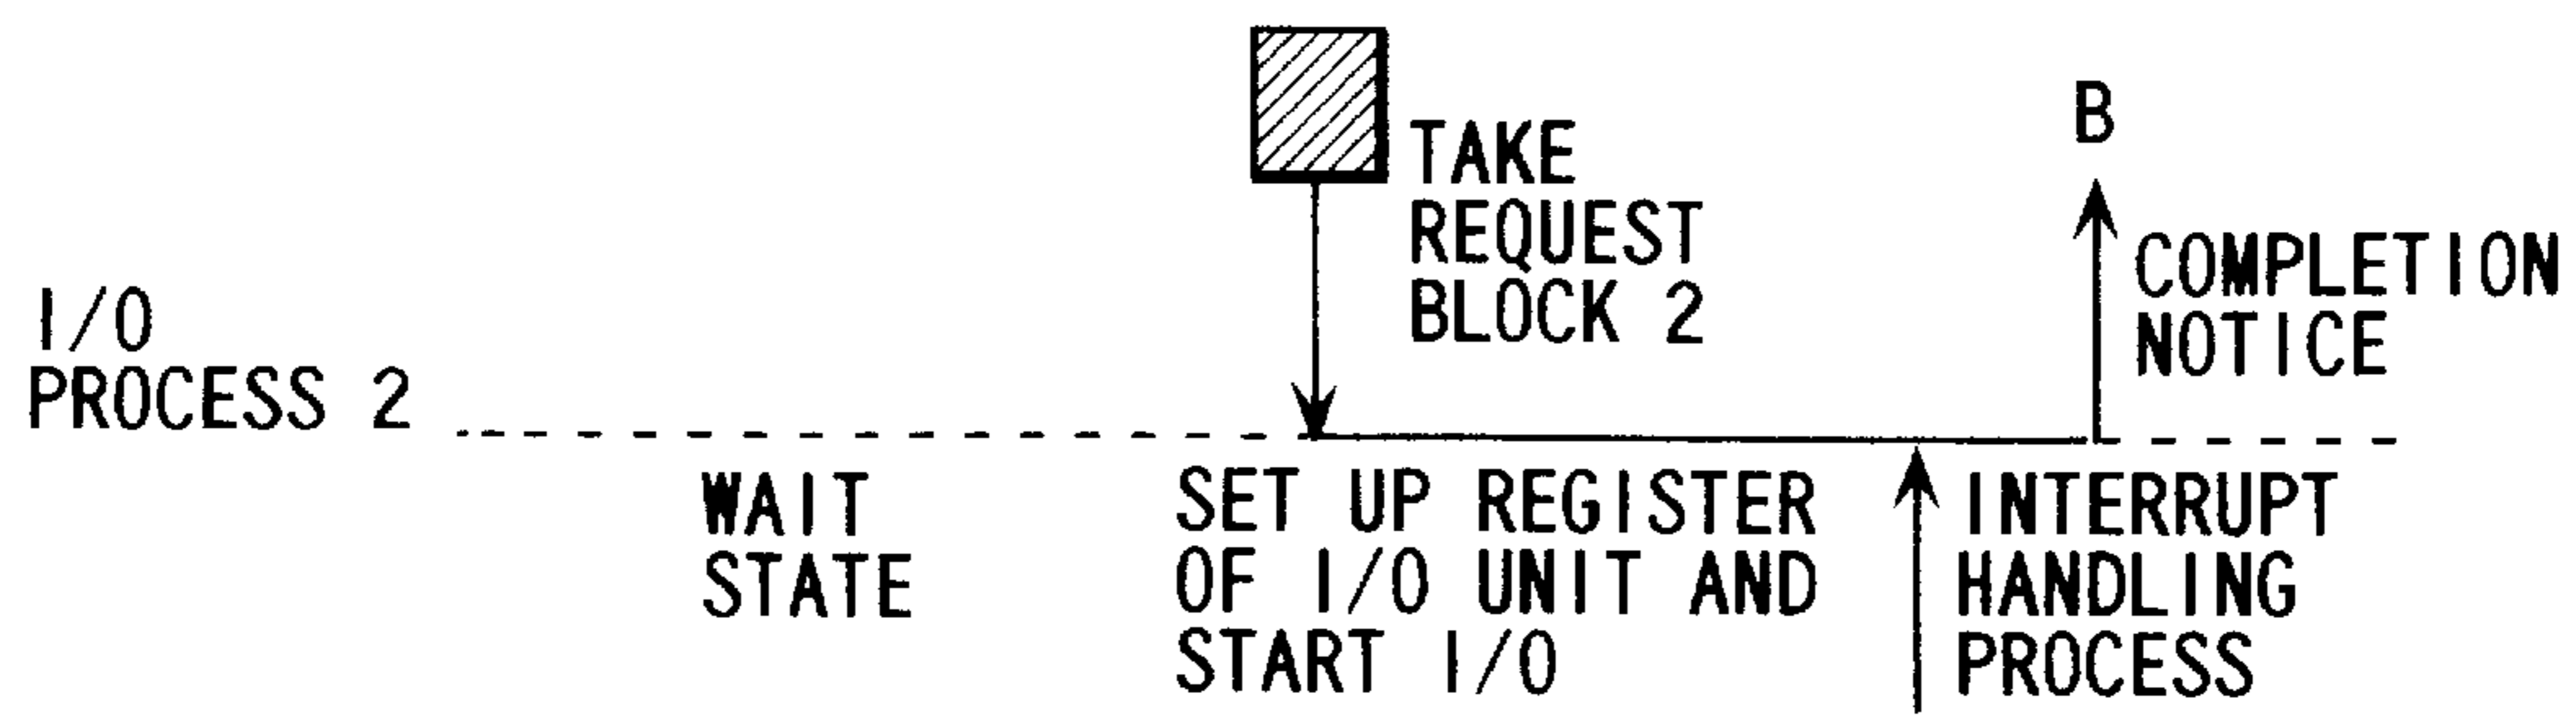 B
TAKE
REQUEST
BLOCK 2
COMPLETION
NOTICE
I/O
PROCESS 2
WAIT
STATE
SET UP REGISTER
OF I/O UNIT AND
START I/O
INTERRUPT
HANDLING
PROCESS